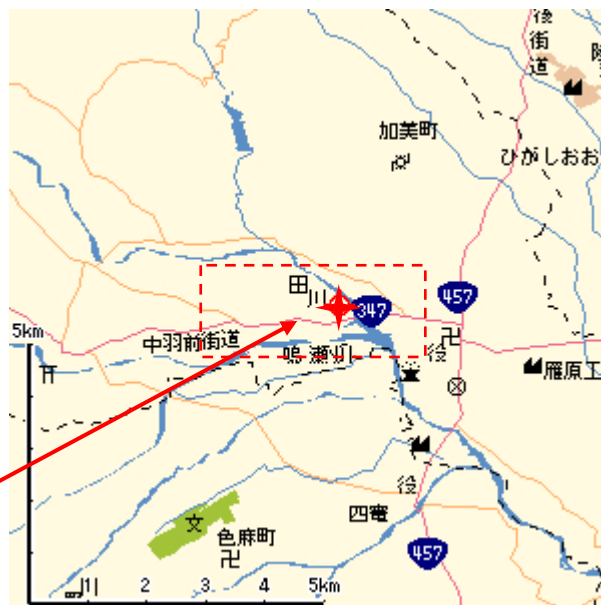 後
街
道
陸
加美町
ひがしおお
田
川
457
347
5km
中羽前街道
鳴瀬川
役
雁原工
役
四竃
色麻町
457
1
2
3
4
5km